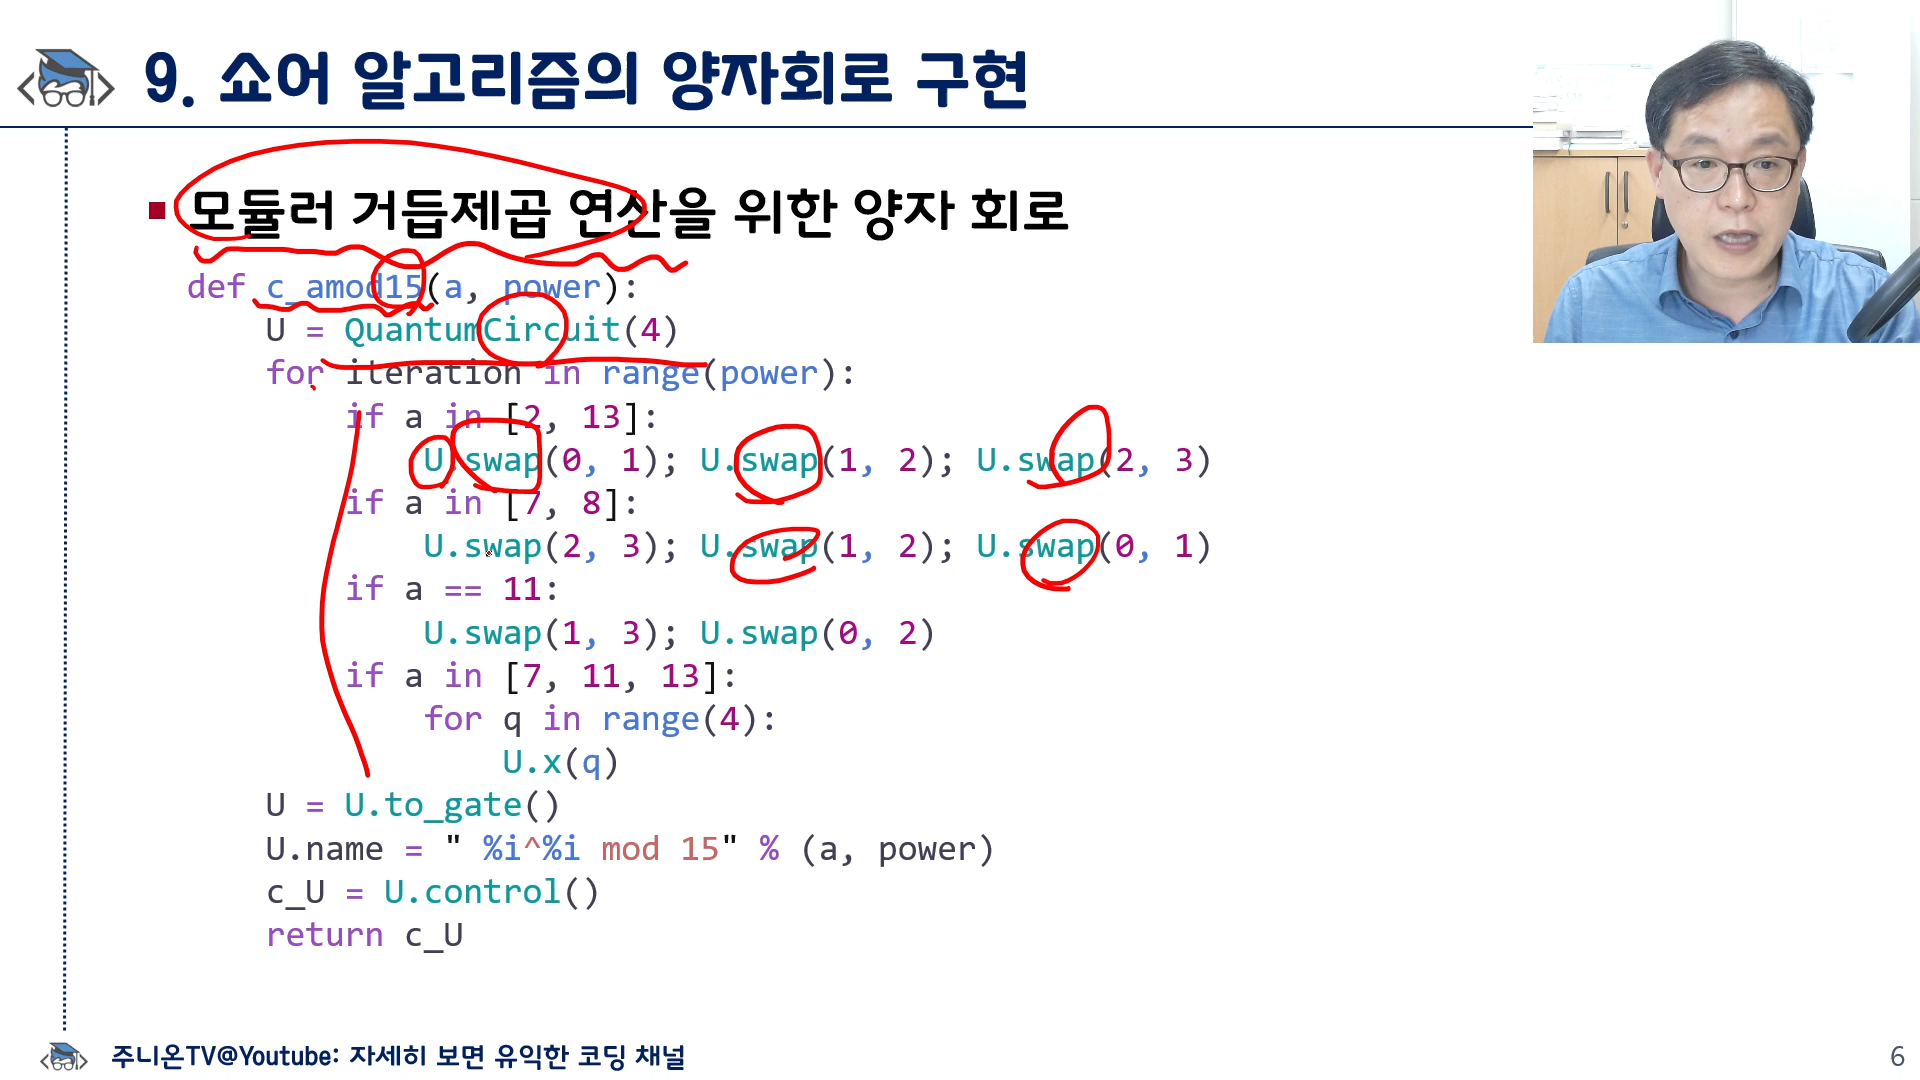 9. 쇼어 알고리즘의 양자회로 구현
모듈러 거듭제곱 연산을 위한 양자 회로
def c_amod15(a, power):
U = QuantumCircuit(4)
for iteration in range(power):
if a in [2, 13]:
U.swap(0, 1); U.swap(1, 2); U.swap(2, 3)
if a in [7, 8]:
U.swap(2, 3); U.swap(1, 2); U.swap(0, 1)
if a == 11:
U.swap(1, 3); U.swap(0, 2)
if a in [7, 11, 13]:
for q in range(4):
U.x(q)
U = U.to_gate()
U.name = " %i^%i mod 15" % (a, power)
c_U = U.control()
return c_U
주니온TV@Youtube: 자세히 보면 유익한 코딩 채널
6